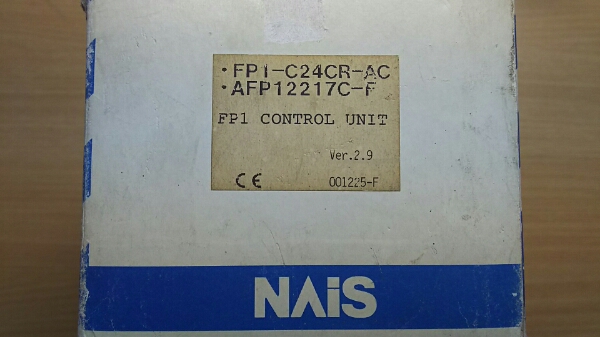 ・FP1-C24CR-AC
・AFP12217C-F
FP1 CONTROL UNIT
Ver.2.9
CE 001225-F
NAiS